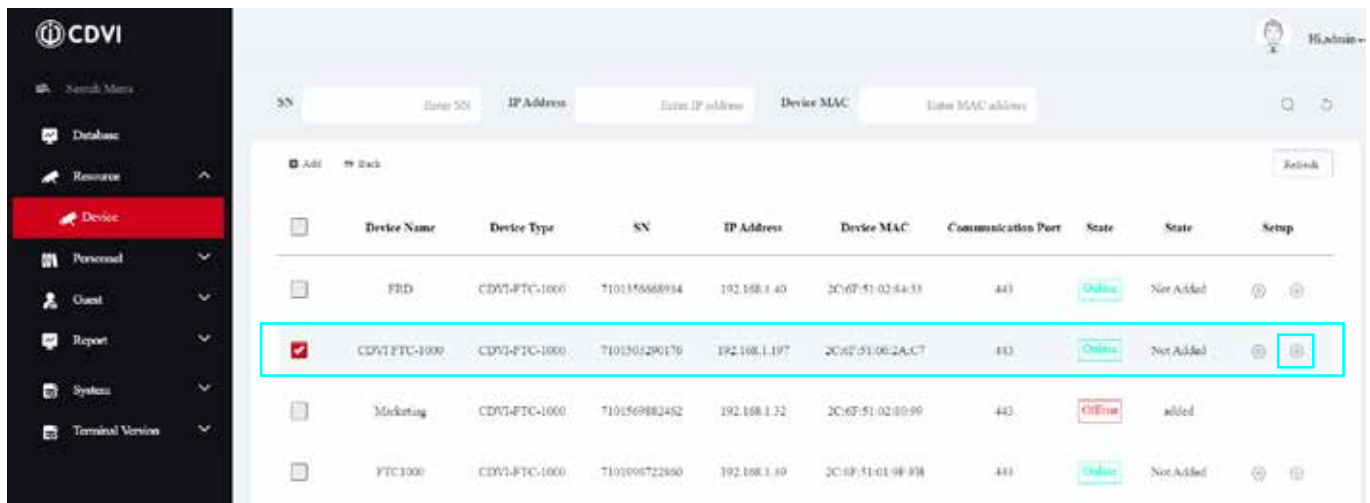 CDVI
Hi,admin
Search Menu
SN Enter SN IP Address Enter IP address Device MAC Enter MAC address
Database
Add Back Refresh
Resource
Device
Device Name Device Type SN IP Address Device MAC Communication Port State State Setup
Personnel
FRD CDVI-FTC-1000 192.168.1.40 443 Online Not Added
Guest
Report
CDVI FTC-1000 CDVI-FTC-1000 7101503290176 192.168.1.197 2C:6F:51:06:2A:C7 443 Online Not Added
System
Marketing CDVI-FTC-1000 7101569882462 192.168.1.32 443 Offline added
Terminal Version
FTC1000 CDVI-FTC-1000 443 Online Not Added